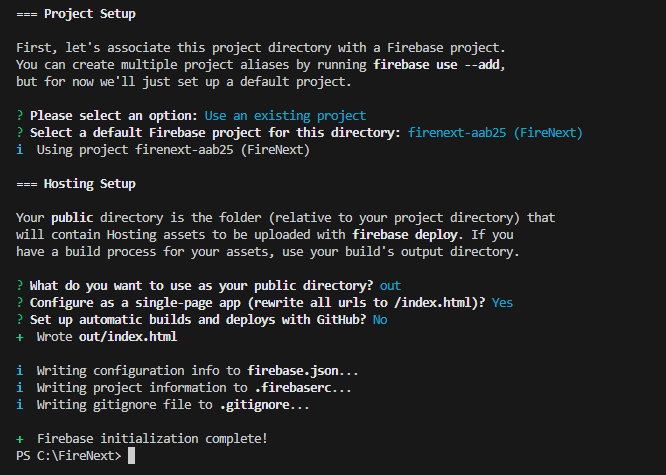 === Project Setup
First, let's associate this project directory with a Firebase project.
You can create multiple project aliases by running firebase use --add,
but for now we'll just set up a default project.
? Please select an option: Use an existing project
? Select a default Firebase project for this directory: firenext-aab25 (FireNext)
i  Using project firenext-aab25 (FireNext)
=== Hosting Setup
Your public directory is the folder (relative to your project directory) that
will contain Hosting assets to be uploaded with firebase deploy. If you
have a build process for your assets, use your build's output directory.
? What do you want to use as your public directory? out
? Configure as a single-page app (rewrite all urls to /index.html)? Yes
? Set up automatic builds and deploys with GitHub? No
+  Wrote out/index.html
i  Writing configuration info to firebase.json...
i  Writing project information to .firebaserc...
i  Writing gitignore file to .gitignore...
+  Firebase initialization complete!
PS C:\FireNext>